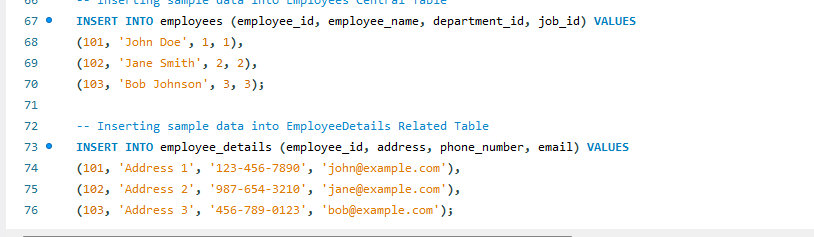 66 -- Inserting sample data into Employees Central Table
67 INSERT INTO employees (employee_id, employee_name, department_id, job_id) VALUES
68 (101, 'John Doe', 1, 1),
69 (102, 'Jane Smith', 2, 2),
70 (103, 'Bob Johnson', 3, 3);
71
72 -- Inserting sample data into EmployeeDetails Related Table
73 INSERT INTO employee_details (employee_id, address, phone_number, email) VALUES
74 (101, 'Address 1', '123-456-7890', 'john@example.com'),
75 (102, 'Address 2', '987-654-3210', 'jane@example.com'),
76 (103, 'Address 3', '456-789-0123', 'bob@example.com');